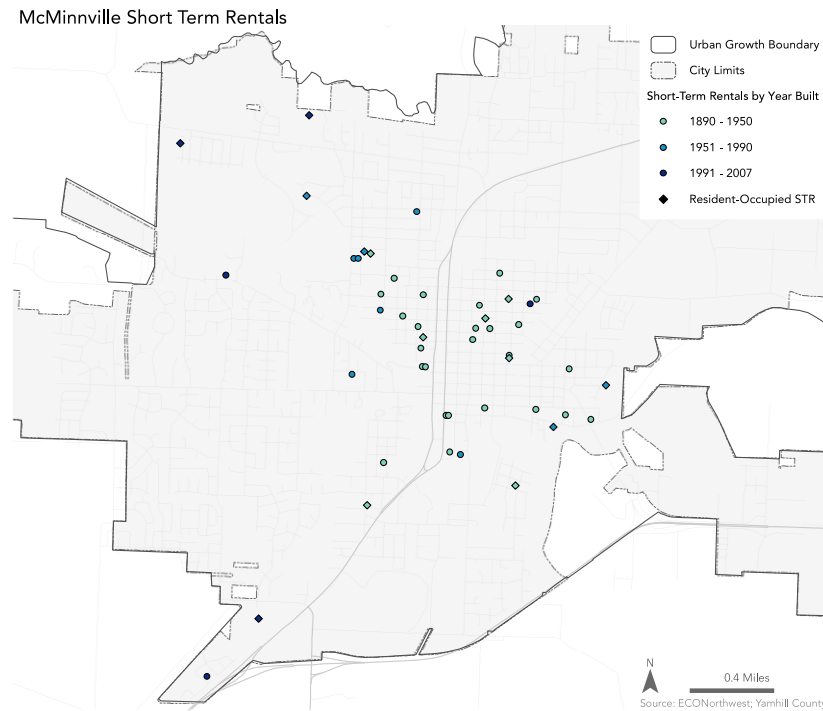 McMinnville Short Term Rentals
Urban Growth Boundary
City Limits
Short-Term Rentals by Year Built
1890 - 1950
1951 - 1990
1991 - 2007
Resident-Occupied STR
N
0.4 Miles
Source: ECONorthwest; Yamhill County